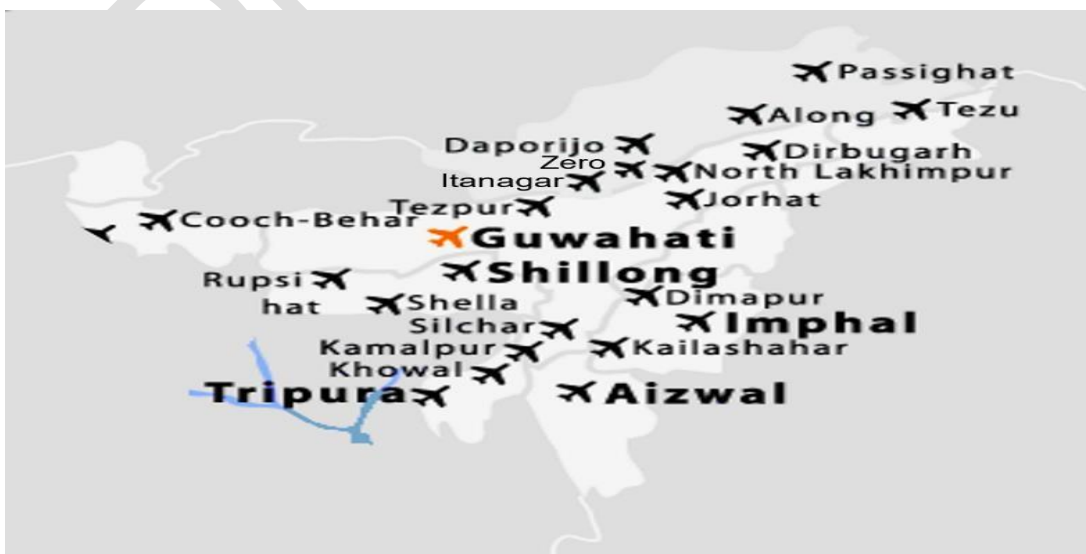 Passighat
Along
Tezu
Daporijo
Dirbugarh
Zero
North Lakhimpur
Itanagar
Jorhat
Tezpur
Cooch-Behar
Guwahati
Shillong
Rupsi
hat
Shella
Dimapur
Silchar
Imphal
Kamalpur
Kailashahar
Khowal
Tripura
Aizwal